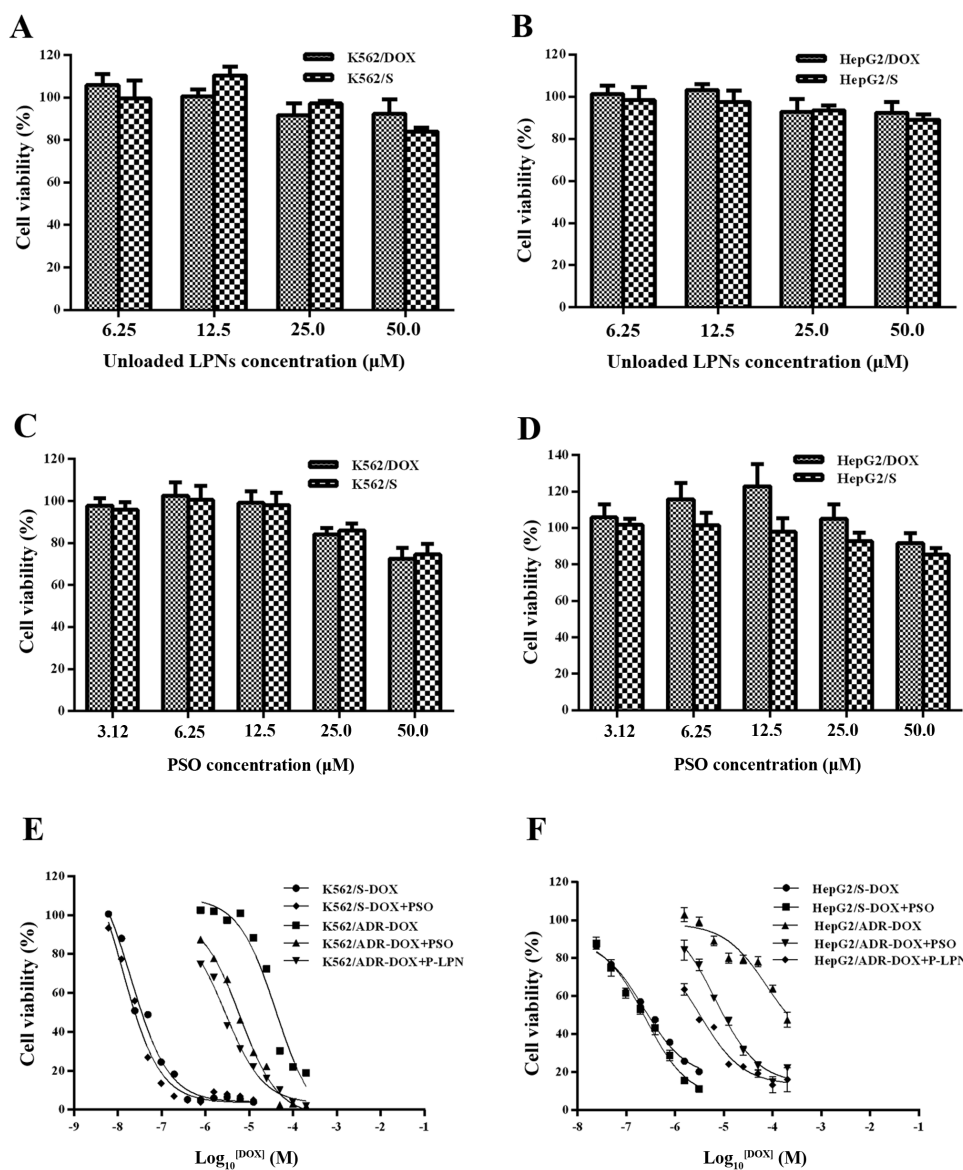 A
K562/DOX
K562/S
Cell viability (%)
120
100
80
60
40
20
0
6.25 12.5 25.0 50.0
Unloaded LPNs concentration (μM)
B
HepG2/DOX
HepG2/S
Cell viability (%)
120
100
80
60
40
20
0
6.25 12.5 25.0 50.0
Unloaded LPNs concentration (μM)
C
K562/DOX
K562/S
Cell viability (%)
120
100
80
60
40
20
0
3.12 6.25 12.5 25.0 50.0
PSO concentration (μM)
D
HepG2/DOX
HepG2/S
Cell viability (%)
140
120
100
80
60
40
20
0
3.12 6.25 12.5 25.0 50.0
PSO concentration (μM)
E
K562/S-DOX
K562/S-DOX+PSO
K562/ADR-DOX
K562/ADR-DOX+PSO
K562/ADR-DOX+P-LPN
Cell viability (%)
120
100
80
60
40
20
0
-9 -8 -7 -6 -5 -4 -3 -2 -1
Log10[DOX] (M)
F
HepG2/S-DOX
HepG2/S-DOX+PSO
HepG2/ADR-DOX
HepG2/ADR-DOX+PSO
HepG2/ADR-DOX+P-LPN
Cell viability (%)
120
100
80
60
40
20
0
-8 -7 -6 -5 -4 -3 -2 -1
Log10[DOX] (M)